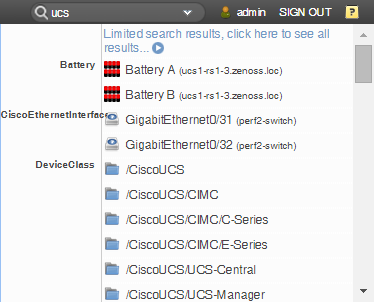 ucs admin SIGN OUT ?
Limited search results, click here to see all
results...
Battery Battery A (ucs1-rs1-3.zenoss.loc)
Battery B (ucs1-rs1-3.zenoss.loc)
CiscoEthernetInterface GigabitEthernet0/31 (perf2-switch)
GigabitEthernet0/32 (perf2-switch)
DeviceClass /CiscoUCS
/CiscoUCS/CIMC
/CiscoUCS/CIMC/C-Series
/CiscoUCS/CIMC/E-Series
/CiscoUCS/UCS-Central
/CiscoUCS/UCS-Manager